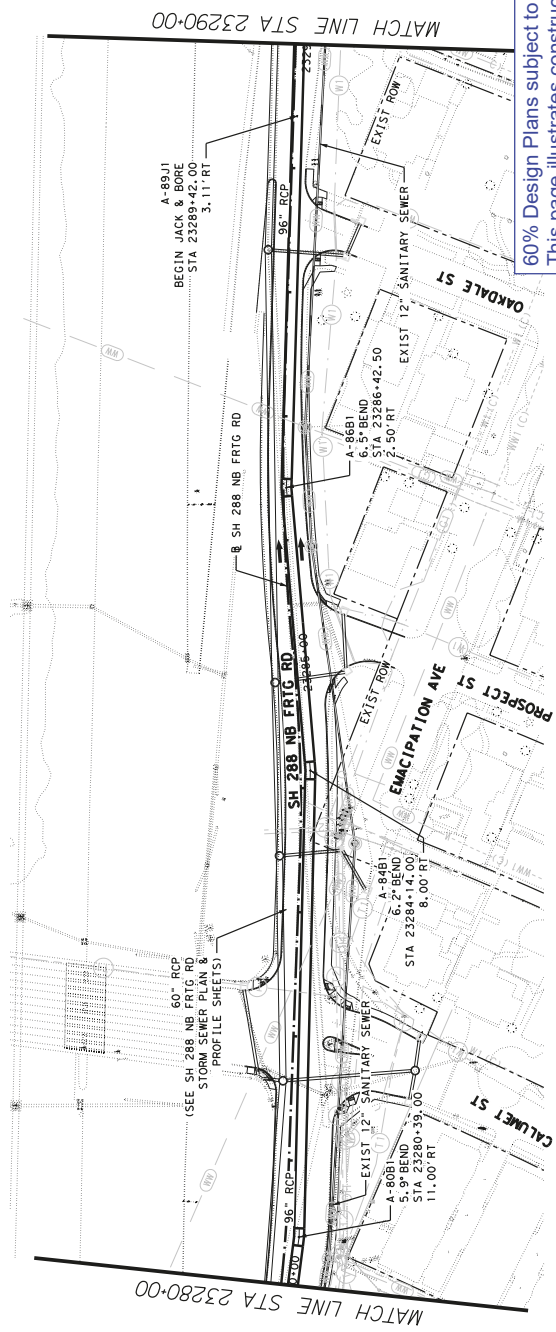 MATCH LINE STA 23290+00
A-89J1
BEGIN JACK & BORE
STA 23289+42.00
3.11'RT
96" RCP
EXIST ROW
EXIST 12" SANITARY SEWER
OAKDALE ST
A-86B1
6.5°BEND
STA 23286+42.50
2.50'RT
SH 288 NB FRTG RD
SH 288 NB FRTG RD
23285+00
EXIST ROW
PROSPECT ST
EMACIPATION AVE
A-84B1
6.2°BEND
STA 23284+14.00
8.00'RT
60" RCP
(SEE SH 288 NB FRTG RD
STORM SEWER PLAN &
PROFILE SHEETS)
EXIST 12" SANITARY SEWER
96" RCP
A-80B1
5.9°BEND
STA 23280+39.00
11.00'RT
CALUMET ST
MATCH LINE STA 23280+00
60% Design Plans subject to
This page illustrates construc